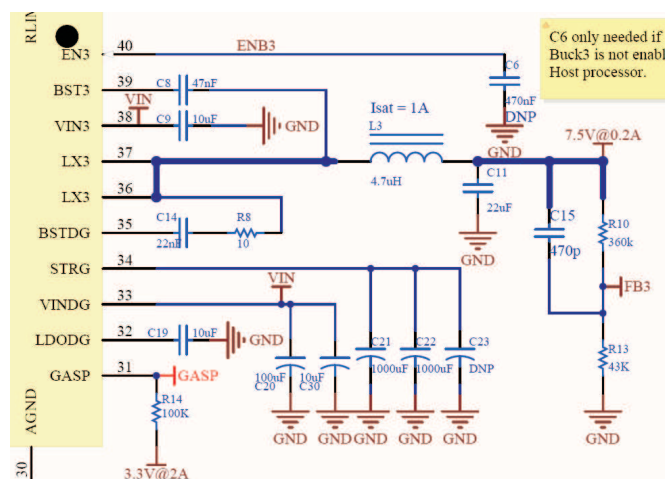 RLIM
EN3
40
ENB3
C6
470nF
DNP
GND
C6 only needed if
Buck3 is not enabl
Host processor.
BST3
39
C8
47nF
VIN3
38
VIN
C9
10uF
GND
Isat = 1A
L3
4.7uH
7.5V@0.2A
LX3
37
LX3
36
C11
22uF
GND
C15
470p
R10
360k
FB3
BSTDG
35
C14
22nF
R8
10
STRG
34
VINDG
33
VIN
LDODG
32
C19
10uF
GND
100uF
C20
10uF
C30
C21
1000uF
C22
1000uF
C23
DNP
R13
43K
GASP
31
GASP
R14
100K
GND
GND
GND
GND
GND
GND
3.3V@2A
AGND
30